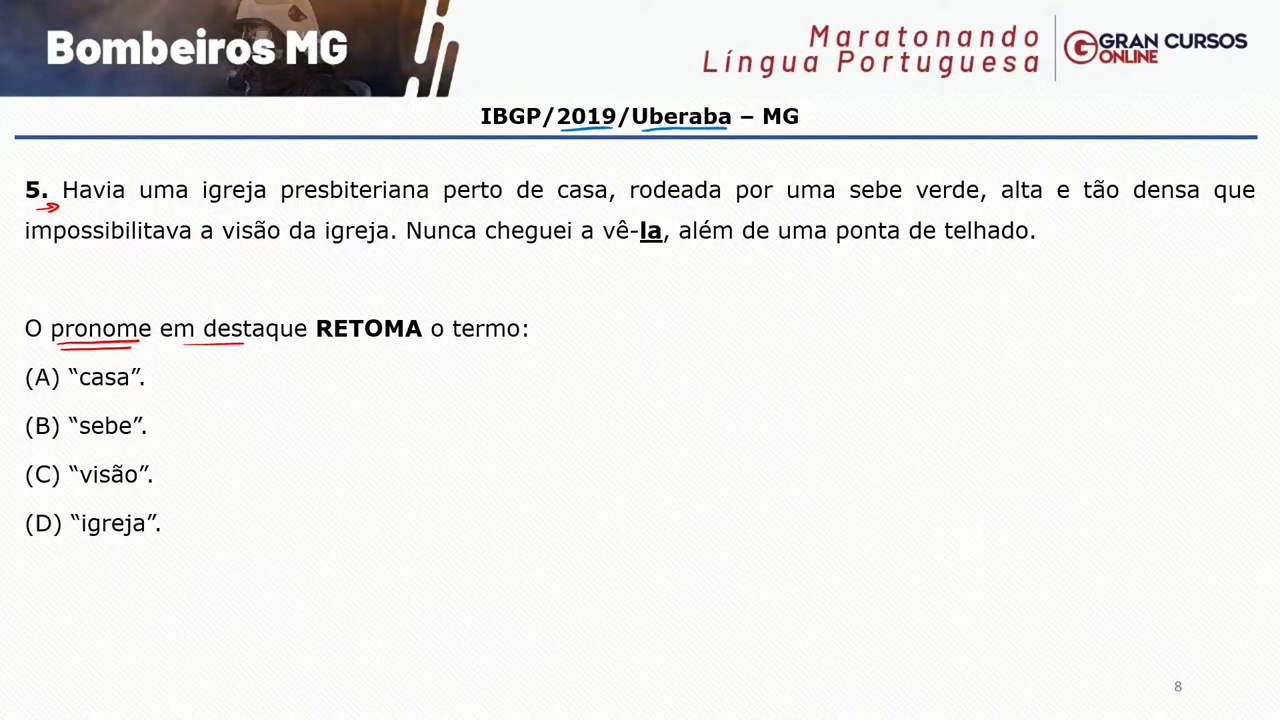 Bombeiros MG
Maratonando
Língua Portuguesa
GRAN CURSOS
ONLINE
IBGP/2019/Uberaba – MG
5. Havia uma igreja presbiteriana perto de casa, rodeada por uma sebe verde, alta e tão densa que
impossibilitava a visão da igreja. Nunca cheguei a vê-la, além de uma ponta de telhado.
O pronome em destaque RETOMA o termo:
(A) “casa”.
(B) “sebe”.
(C) “visão”.
(D) “igreja”.
8